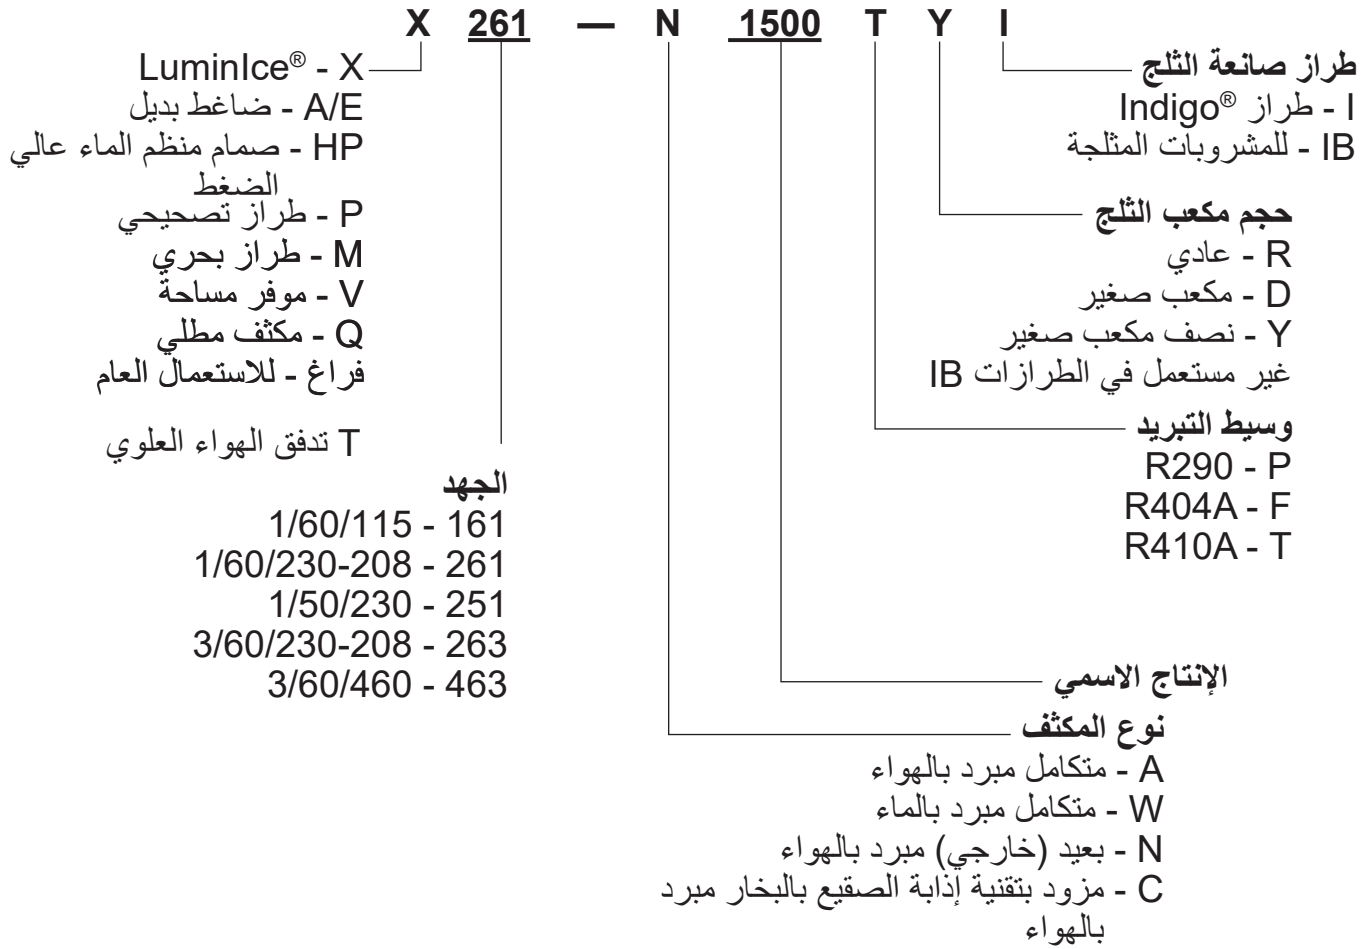 X 261 — N 1500 T Y I
طراز صانعة الثلج
I - طراز Indigo®
IB - للمشروبات المثلجة
حجم مكعب الثلج
R - عادي
D - مكعب صغير
Y - نصف مكعب صغير
غير مستعمل في الطرازات IB
وسيط التبريد
R290 - P
R404A - F
R410A - T
الإنتاج الاسمي
نوع المكثف
A - متكامل مبرد بالهواء
W - متكامل مبرد بالماء
N - بعيد (خارجي) مبرد بالهواء
C - مزود بتقنية إذابة الصقيع بالبخار مبرد
بالهواء
LuminIce® - X
A/E - ضاغط بديل
HP - صمام منظم الماء عالي
الضغط
P - طراز تصحيحي
M - طراز بحري
V - موفر مساحة
Q - مكثف مطلي
فراغ - للاستعمال العام
T تدفق الهواء العلوي
الجهد
1/60/115 - 161
1/60/230-208 - 261
1/50/230 - 251
3/60/230-208 - 263
3/60/460 - 463